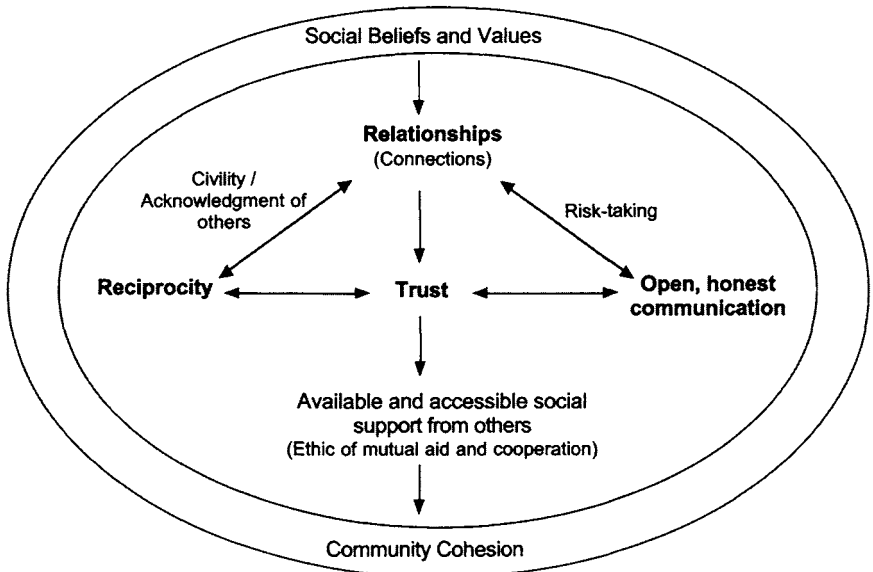 Social Beliefs and Values
Relationships
(Connections)
Civility /
Acknowledgment of
others
Risk-taking
Reciprocity
Trust
Open, honest
communication
Available and accessible social
support from others
(Ethic of mutual aid and cooperation)
Community Cohesion